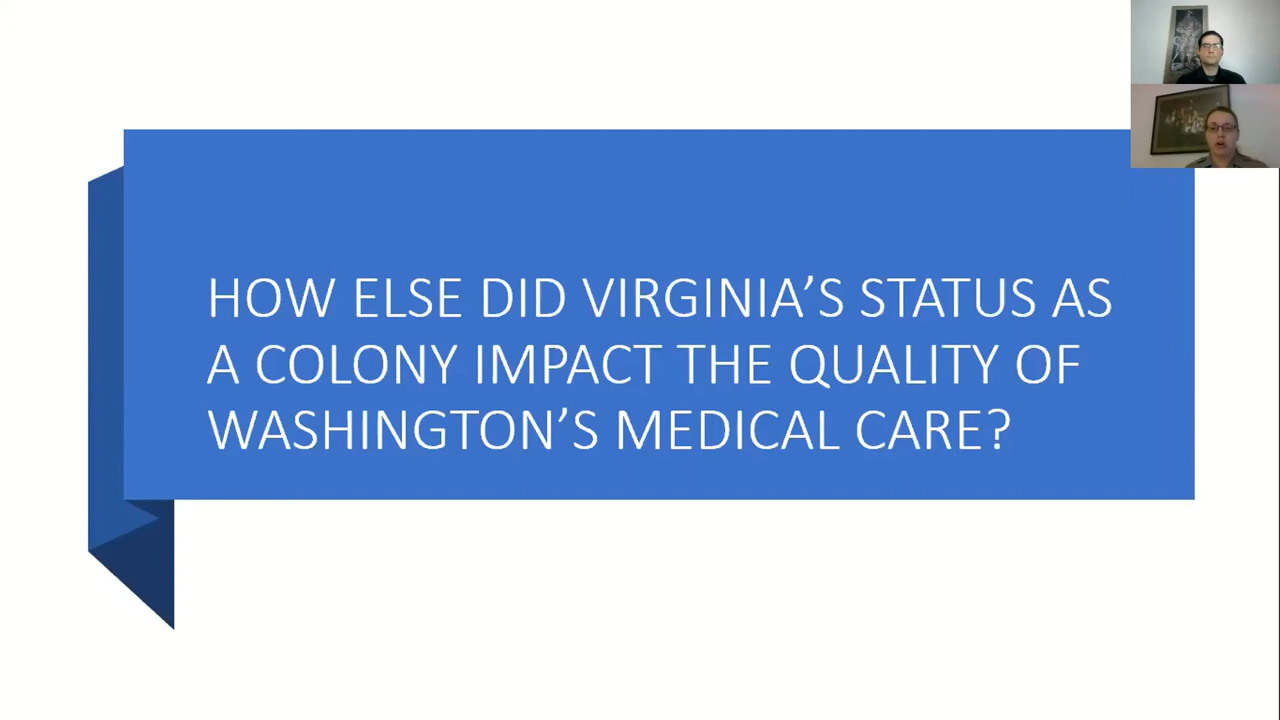 HOW ELSE DID VIRGINIA’S STATUS AS
A COLONY IMPACT THE QUALITY OF
WASHINGTON’S MEDICAL CARE?